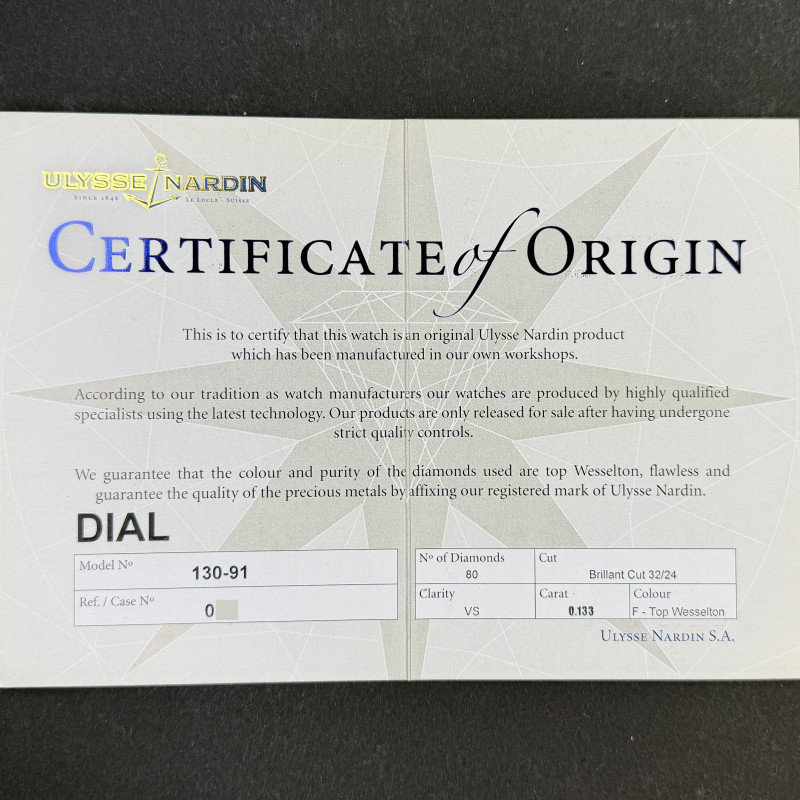 ULYSSE NARDIN
SINCE 1846 LE LOCLE - SUISSE
CERTIFICATE of ORIGIN
This is to certify that this watch is an original Ulysse Nardin product
which has been manufactured in our own workshops.
According to our tradition as watch manufacturers our watches are produced by highly qualified
specialists using the latest technology. Our products are only released for sale after having undergone
strict quality controls.
We guarantee that the colour and purity of the diamonds used are top Wesselton, flawless and
guarantee the quality of the precious metals by affixing our registered mark of Ulysse Nardin.
DIAL
Model Nº 130-91
Ref. / Case Nº 0
Nº of Diamonds Cut
80 Brillant Cut 32/24
Clarity Carat Colour
VS 0.133 F - Top Wesselton
ULYSSE NARDIN S.A.